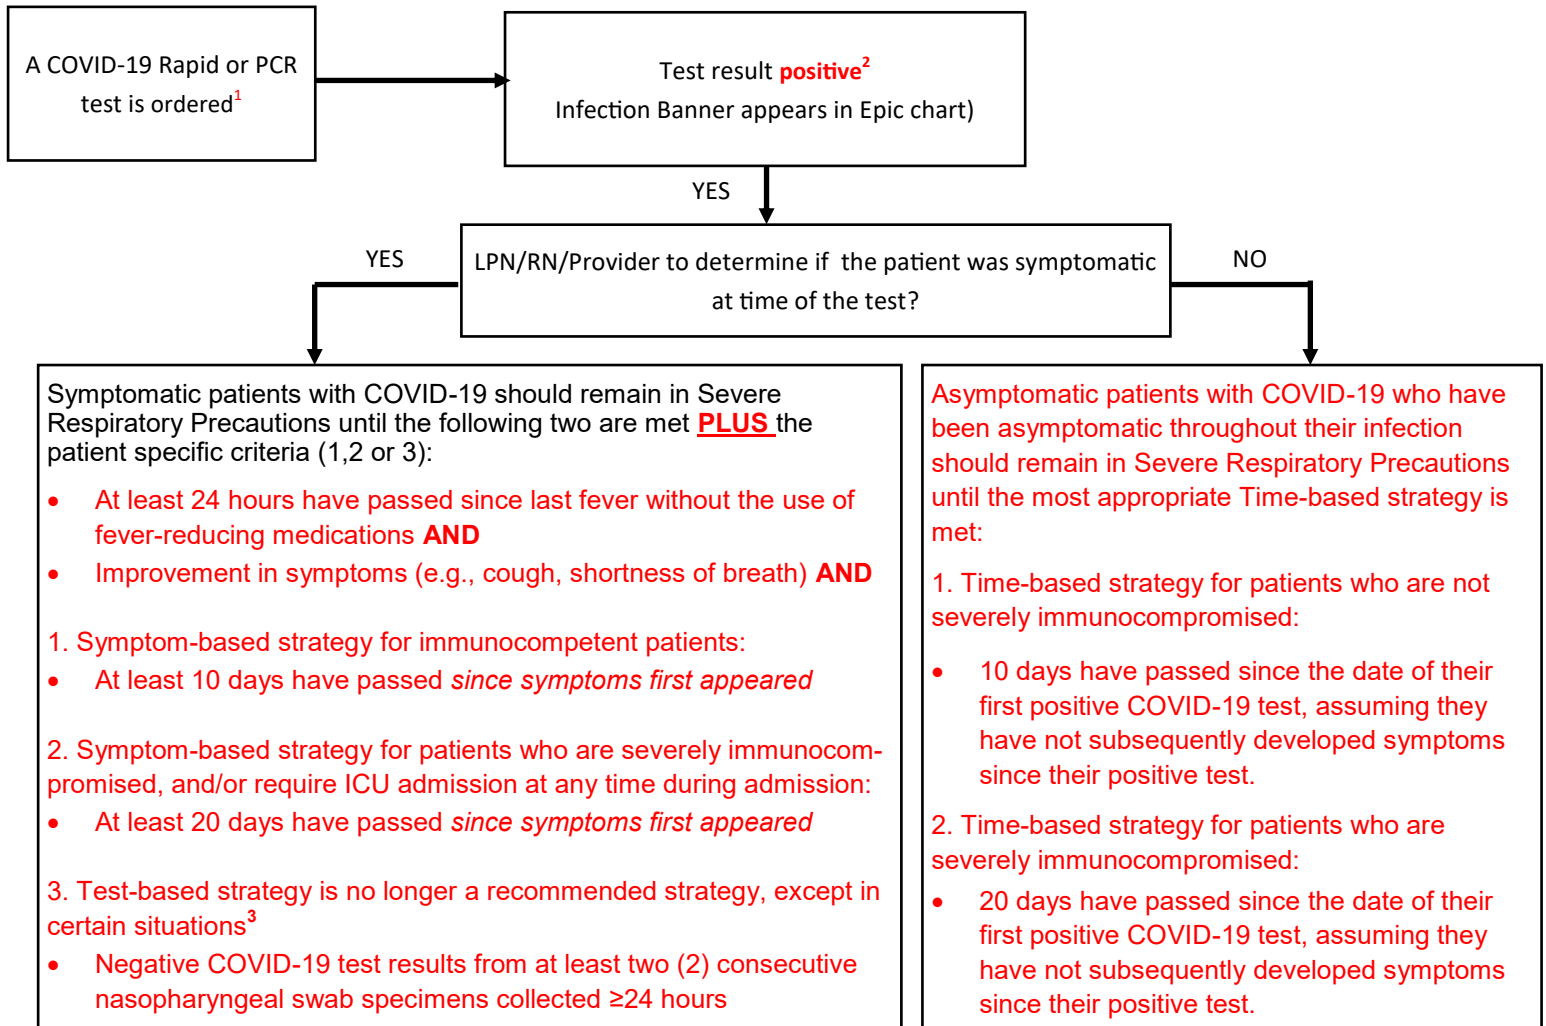 A COVID-19 Rapid or PCR
test is ordered1
Test result positive2
Infection Banner appears in Epic chart)
YES
LPN/RN/Provider to determine if the patient was symptomatic
at time of the test?
YES
NO
Symptomatic patients with COVID-19 should remain in Severe
Respiratory Precautions until the following two are met PLUS the
patient specific criteria (1,2 or 3):
• At least 24 hours have passed since last fever without the use of
fever-reducing medications AND
• Improvement in symptoms (e.g., cough, shortness of breath) AND
1. Symptom-based strategy for immunocompetent patients:
• At least 10 days have passed since symptoms first appeared
2. Symptom-based strategy for patients who are severely immunocom-
promised, and/or require ICU admission at any time during admission:
• At least 20 days have passed since symptoms first appeared
3. Test-based strategy is no longer a recommended strategy, except in
certain situations3
• Negative COVID-19 test results from at least two (2) consecutive
nasopharyngeal swab specimens collected ≥24 hours
Asymptomatic patients with COVID-19 who have
been asymptomatic throughout their infection
should remain in Severe Respiratory Precautions
until the most appropriate Time-based strategy is
met:
1. Time-based strategy for patients who are not
severely immunocompromised:
• 10 days have passed since the date of their
first positive COVID-19 test, assuming they
have not subsequently developed symptoms
since their positive test.
2. Time-based strategy for patients who are
severely immunocompromised:
• 20 days have passed since the date of their
first positive COVID-19 test, assuming they
have not subsequently developed symptoms
since their positive test.